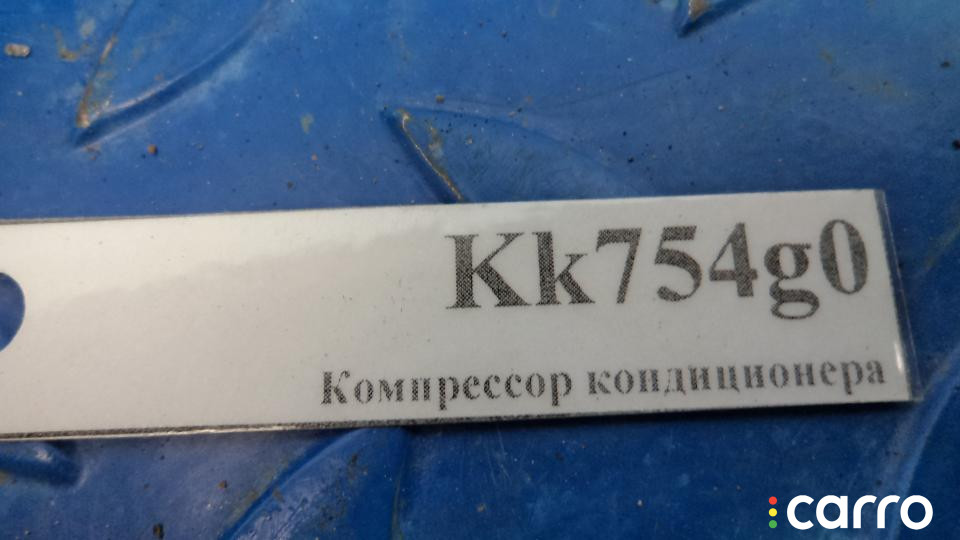 Kk754g0
Компрессор кондиционера
carro